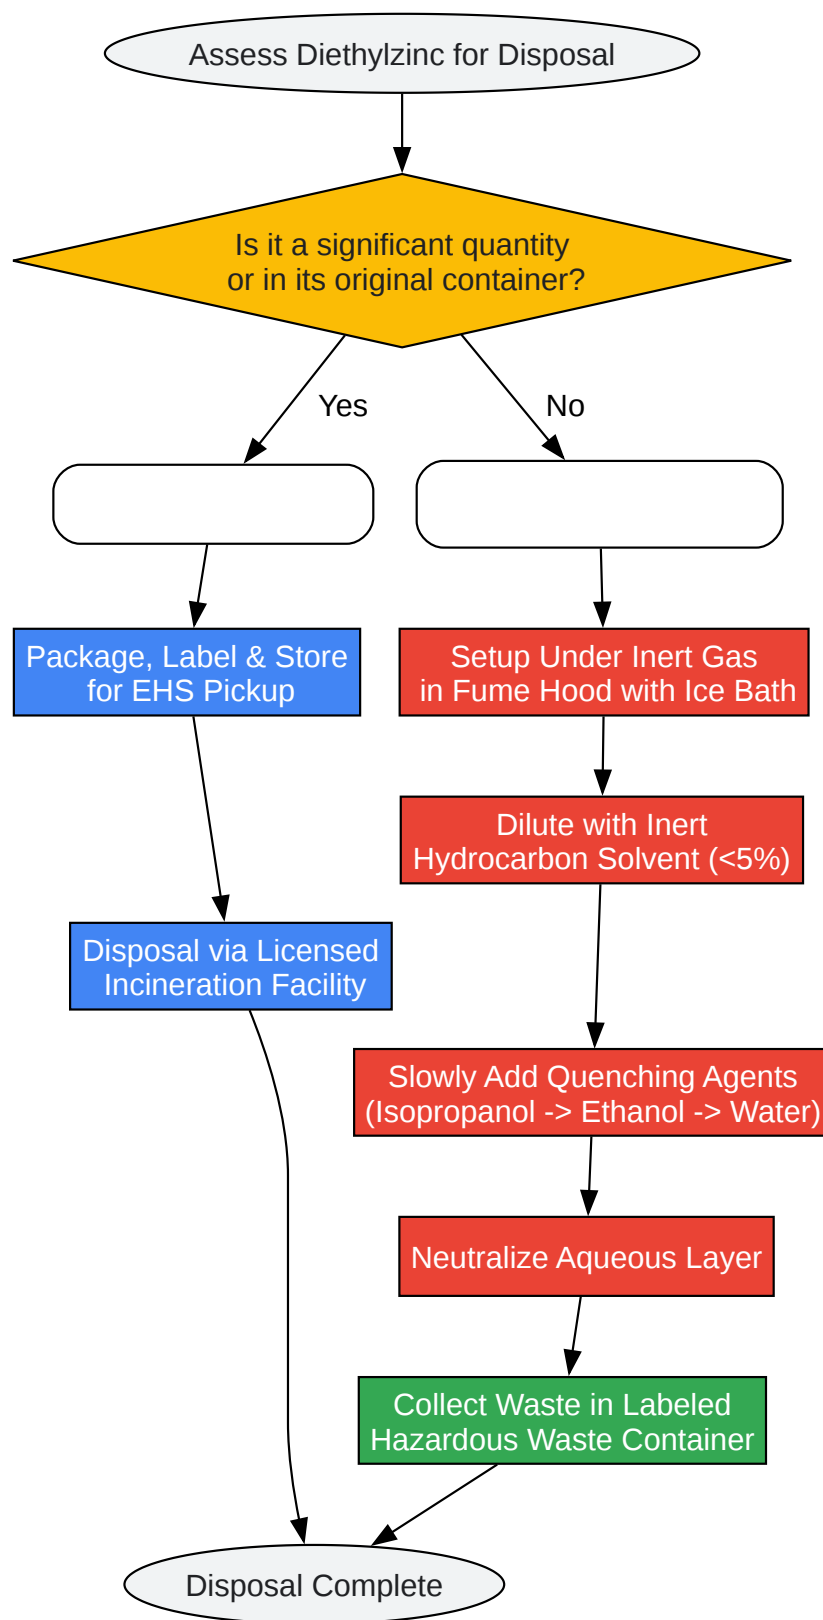 Assess Diethylzinc for Disposal
Is it a significant quantity
or in its original container?
Yes
No
Package, Label & Store
for EHS Pickup
Setup Under Inert Gas
in Fume Hood with Ice Bath
Dilute with Inert
Hydrocarbon Solvent (<5%)
Disposal via Licensed
Incineration Facility
Slowly Add Quenching Agents
(Isopropanol -> Ethanol -> Water)
Neutralize Aqueous Layer
Collect Waste in Labeled
Hazardous Waste Container
Disposal Complete